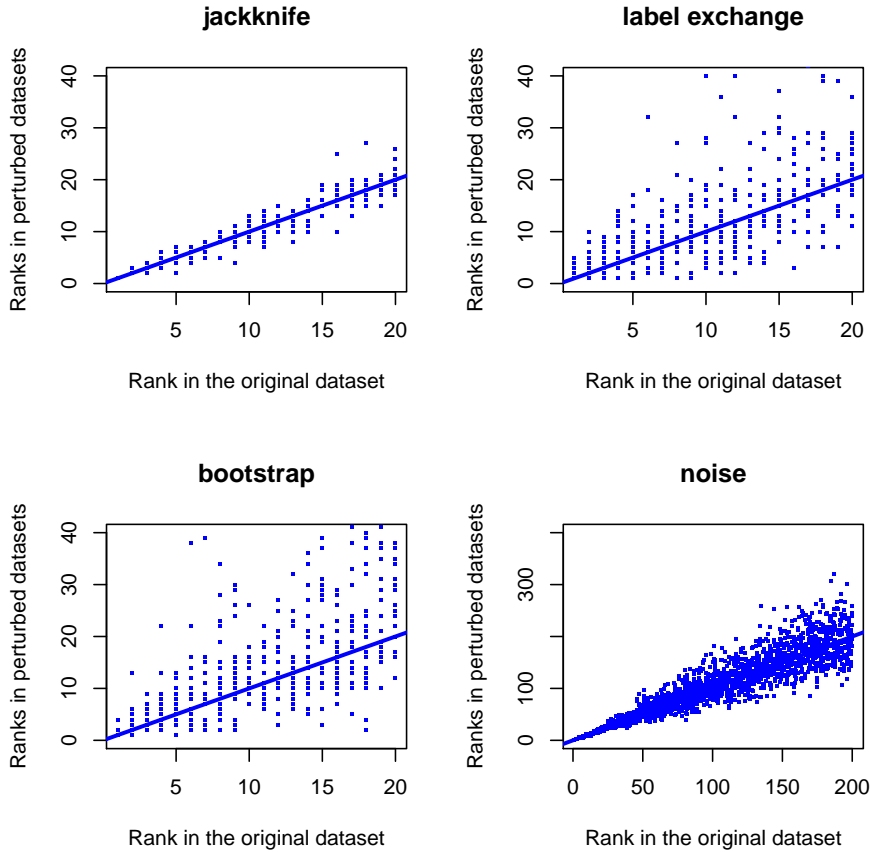 jackknife
Ranks in perturbed datasets
40
30
20
10
0
5
10
15
20
Rank in the original dataset
label exchange
Ranks in perturbed datasets
40
30
20
10
0
5
10
15
20
Rank in the original dataset
bootstrap
Ranks in perturbed datasets
40
30
20
10
0
5
10
15
20
Rank in the original dataset
noise
Ranks in perturbed datasets
300
100
0
0
50
100
150
200
Rank in the original dataset